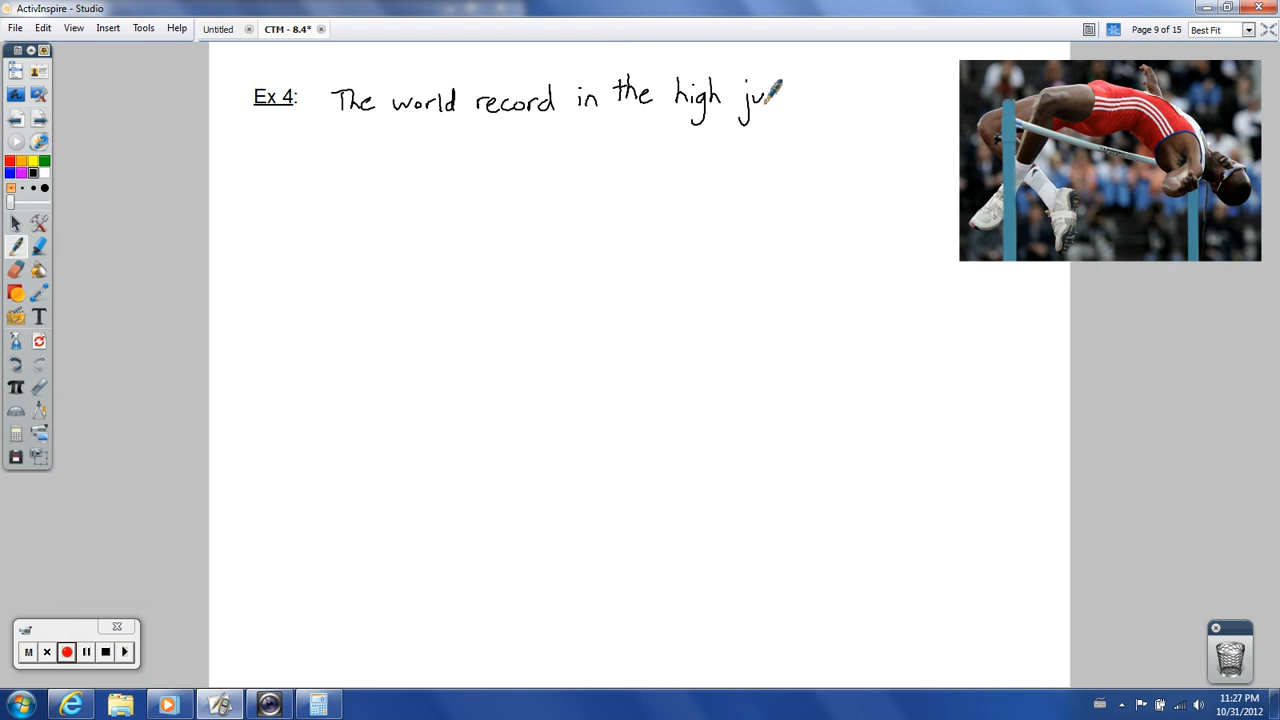 ActivInspire - Studio
File Edit View Insert Tools Help Untitled CTM - 8.4* Page 9 of 15 Best Fit
Ex 4: The world record in the high ju
M
11:27 PM
10/31/2012